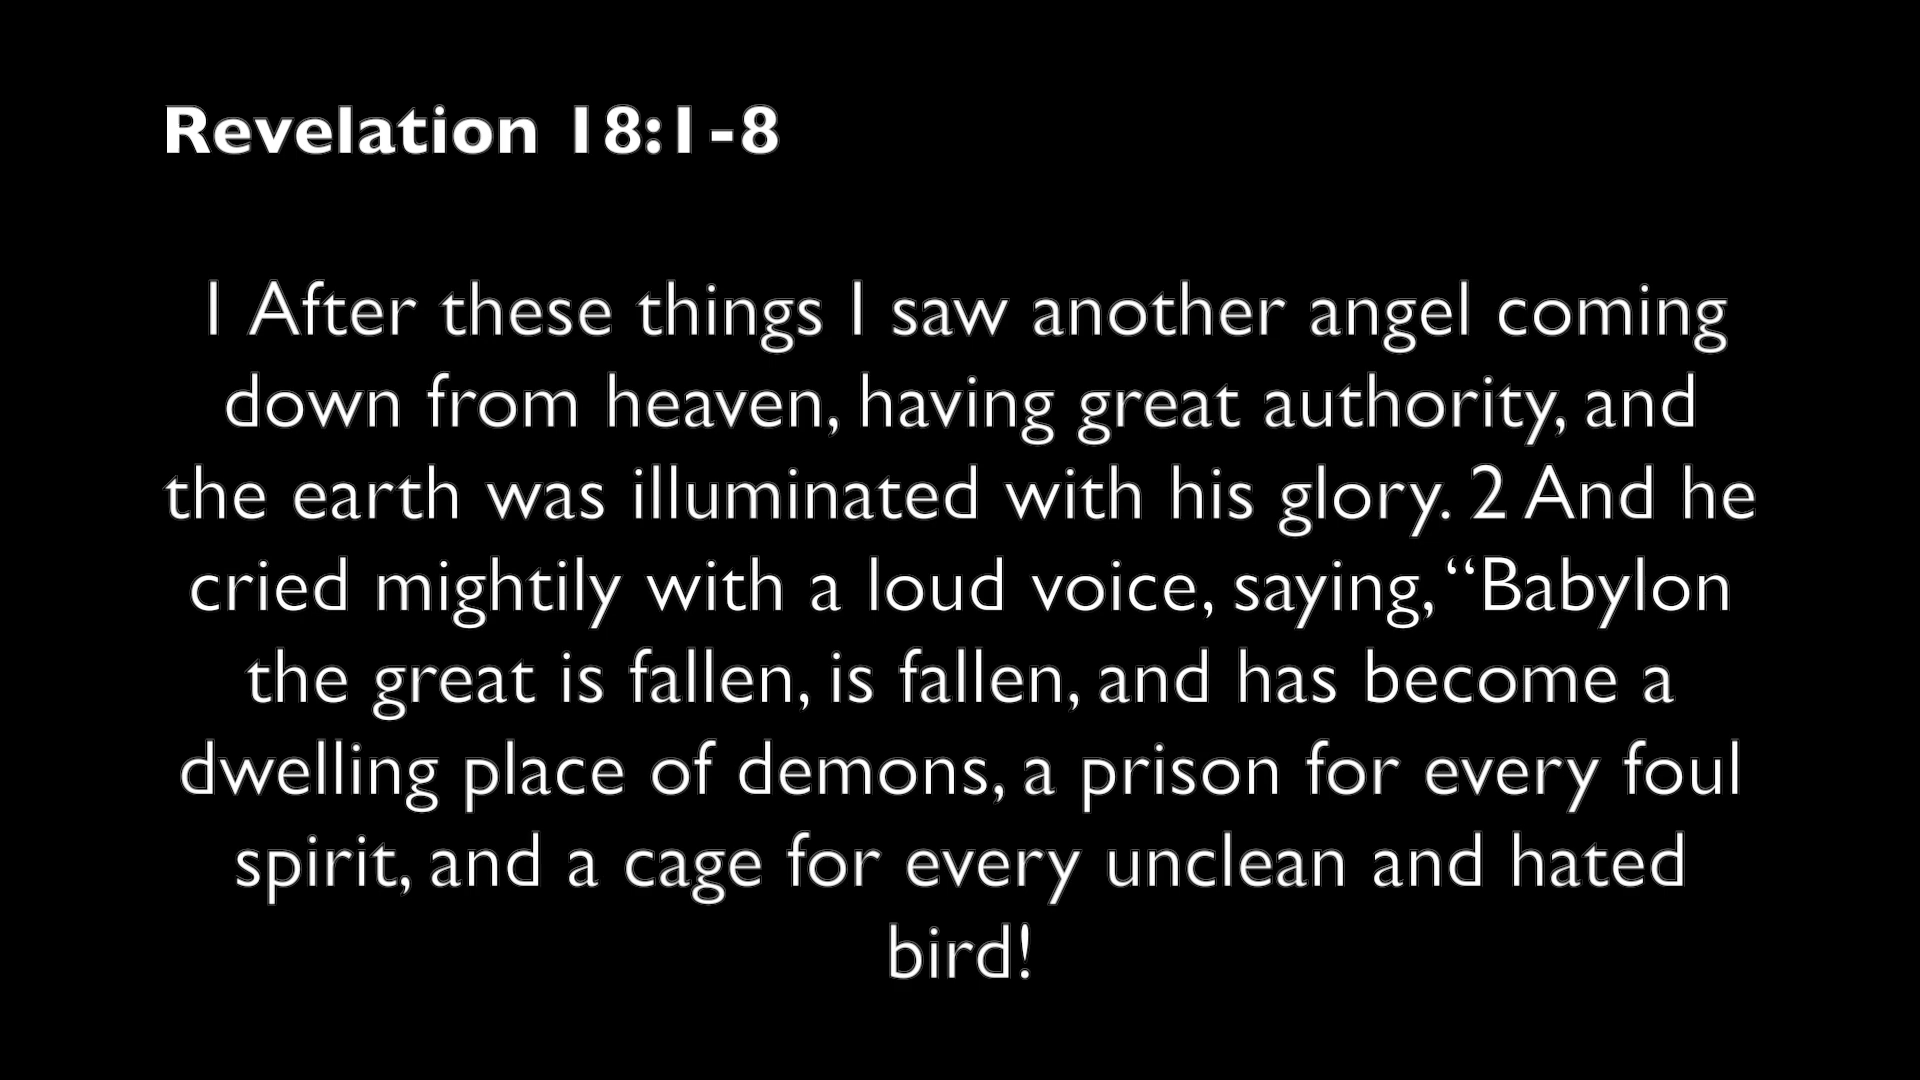 Revelation 18:1-8
1 After these things I saw another angel coming
down from heaven, having great authority, and
the earth was illuminated with his glory. 2 And he
cried mightily with a loud voice, saying, “Babylon
the great is fallen, is fallen, and has become a
dwelling place of demons, a prison for every foul
spirit, and a cage for every unclean and hated
bird!